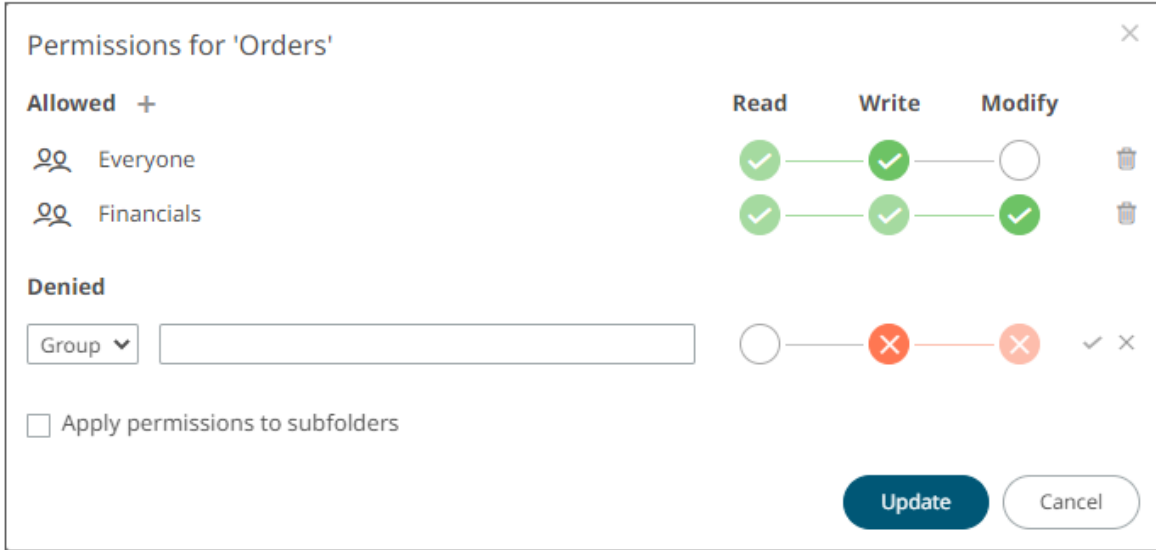 Permissions for 'Orders'
Allowed + Read Write Modify
Everyone
Financials
Denied
Group
Apply permissions to subfolders
Update Cancel